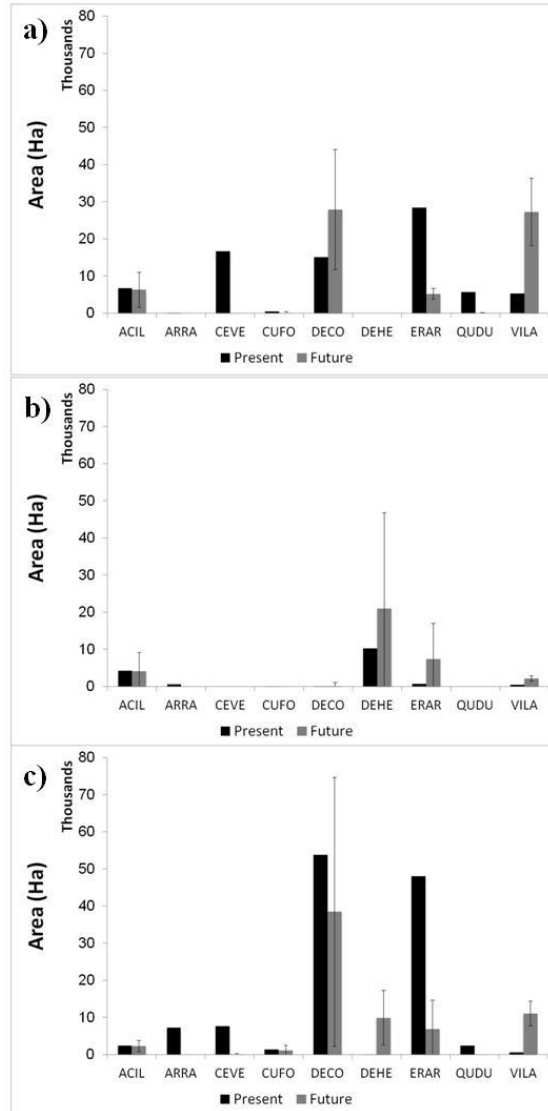 a)
Thousands
Area (Ha)
80
70
60
50
40
30
20
10
0
ACIL ARRA CEVE CUFO DECO DEHE ERAR QUDU VILA
Present Future
b)
Thousands
Area (Ha)
80
70
60
50
40
30
20
10
0
ACIL ARRA CEVE CUFO DECO DEHE ERAR QUDU VILA
Present Future
c)
Thousands
Area (Ha)
80
70
60
50
40
30
20
10
0
ACIL ARRA CEVE CUFO DECO DEHE ERAR QUDU VILA
Present Future